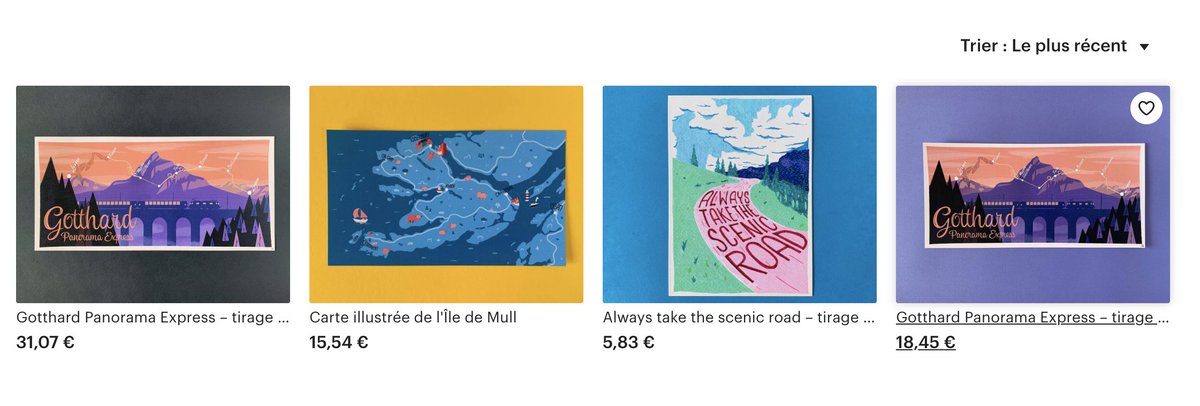 Trier : Le plus récent
Gotthard
Panorama Express
ALWAYS
TAKE THE
SCENIC
ROAD
Gotthard
Panorama Express
Gotthard Panorama Express – tirage ...
Carte illustrée de l'Île de Mull
Always take the scenic road – tirage ...
Gotthard Panorama Express – tirage ...
31,07 €
15,54 €
5,83 €
18,45 €